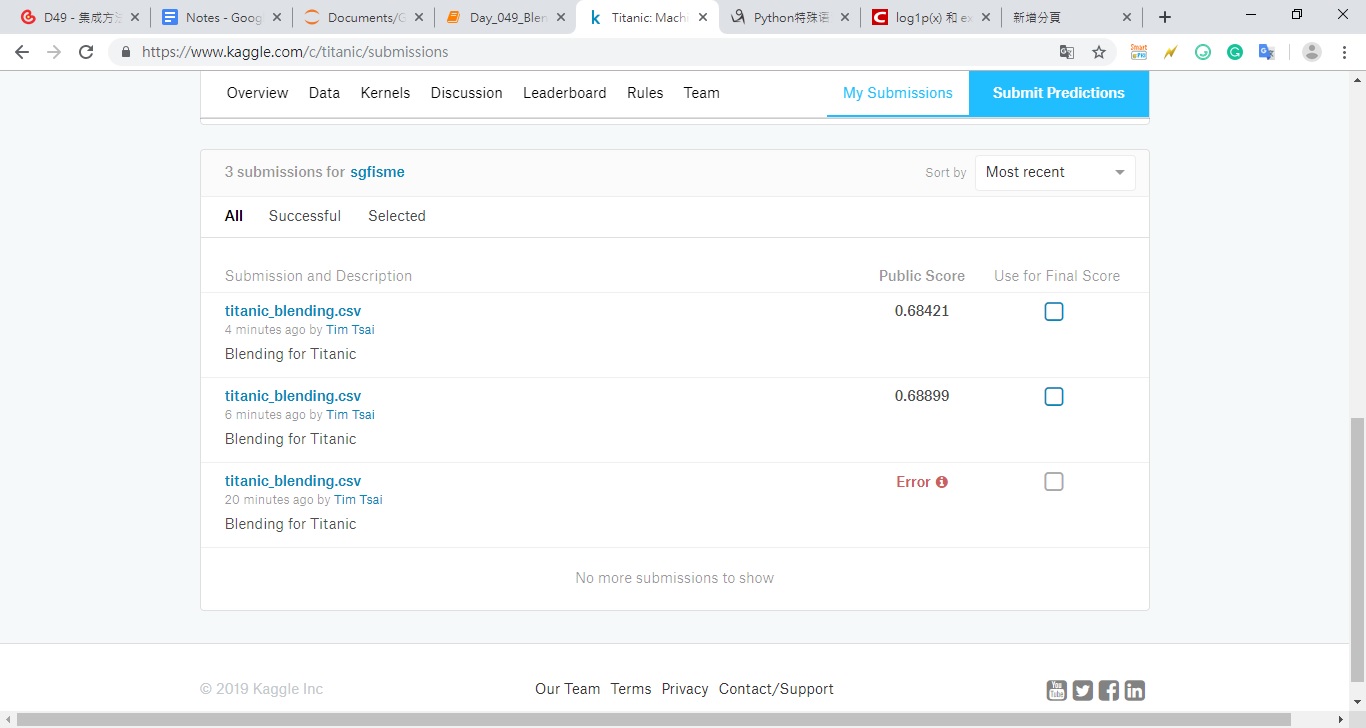 D49 - 集成方法
Notes - Goog
Documents/G
Day_049_Blen
Titanic: Machi
Python特殊语
log1p(x) 和 ex
新增分頁
https://www.kaggle.com/c/titanic/submissions
Overview Data Kernels Discussion Leaderboard Rules Team My Submissions Submit Predictions
3 submissions for sgfisme Sort by Most recent
All Successful Selected
Submission and Description Public Score Use for Final Score
titanic_blending.csv 0.68421
4 minutes ago by Tim Tsai
Blending for Titanic
titanic_blending.csv 0.68899
6 minutes ago by Tim Tsai
Blending for Titanic
titanic_blending.csv Error
20 minutes ago by Tim Tsai
Blending for Titanic
No more submissions to show
© 2019 Kaggle Inc Our Team Terms Privacy Contact/Support